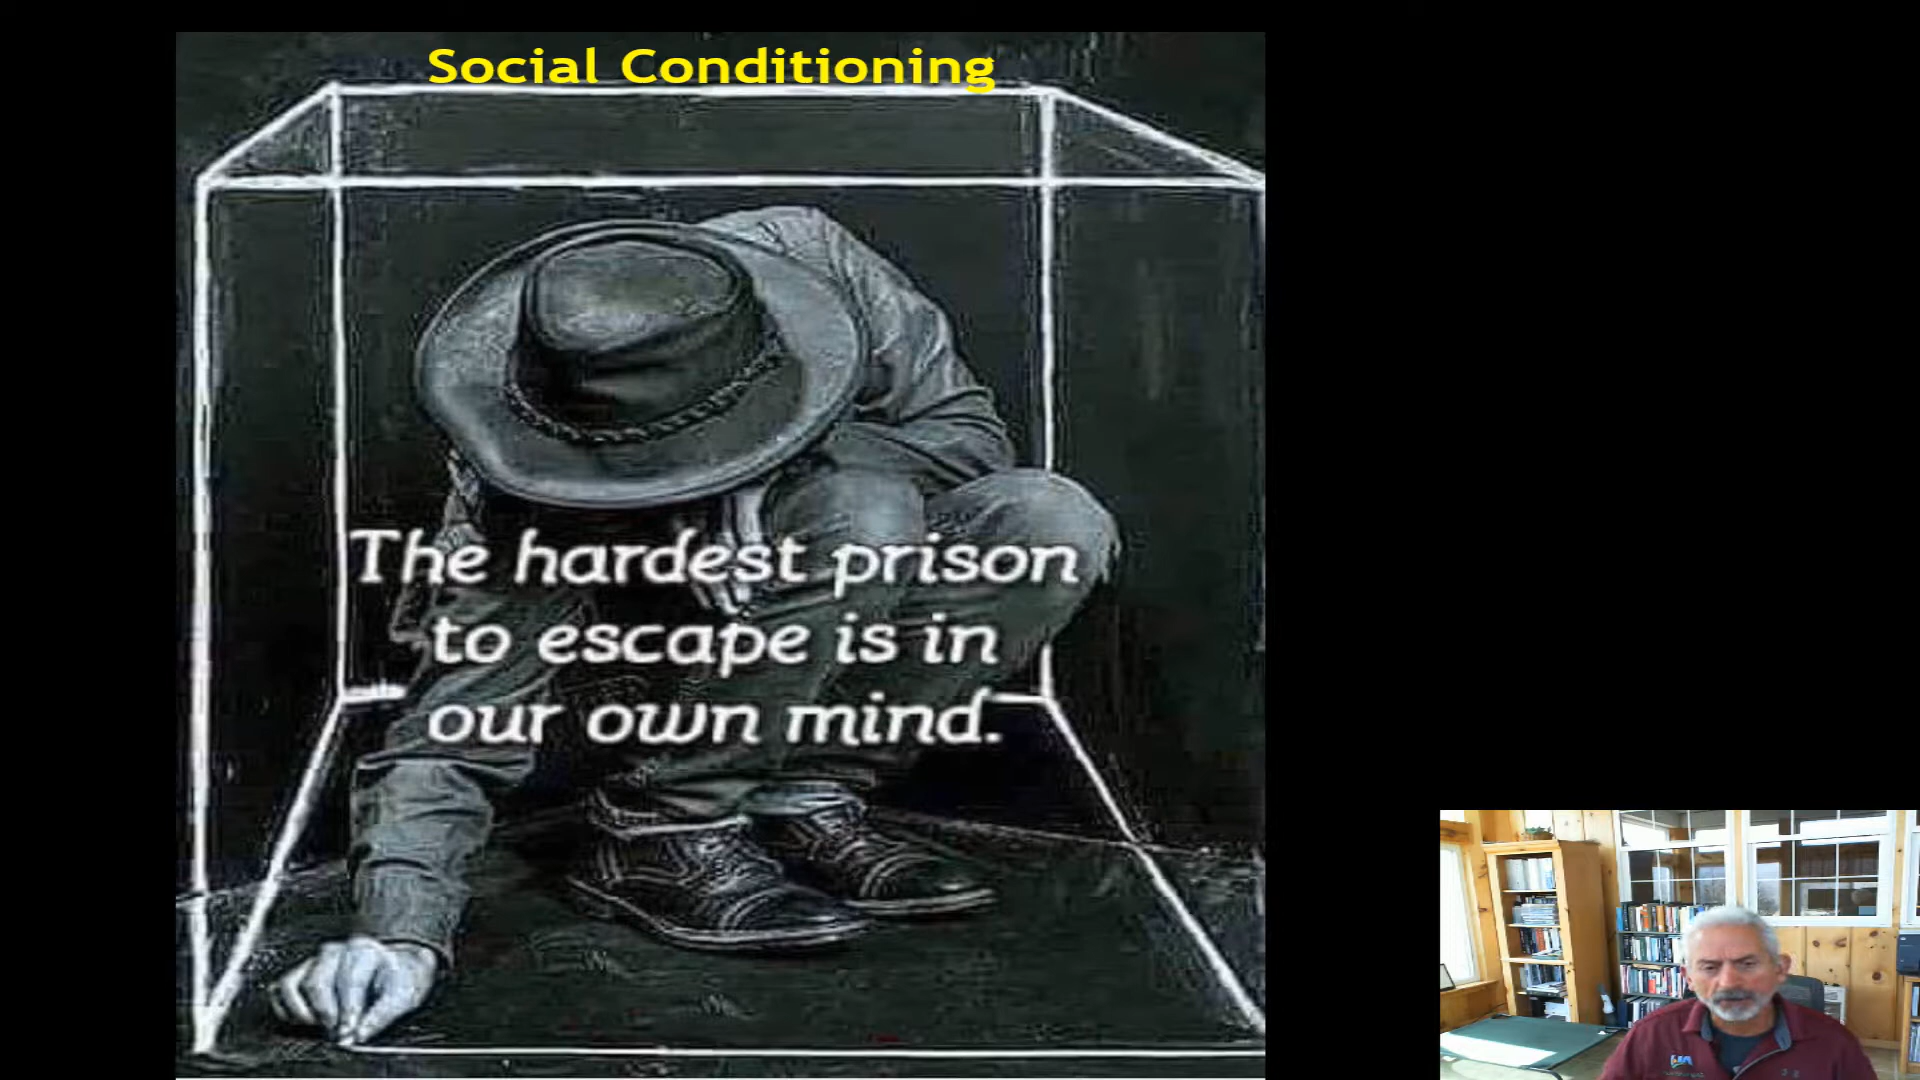 Social Conditioning
The hardest prison
to escape is in
our own mind.